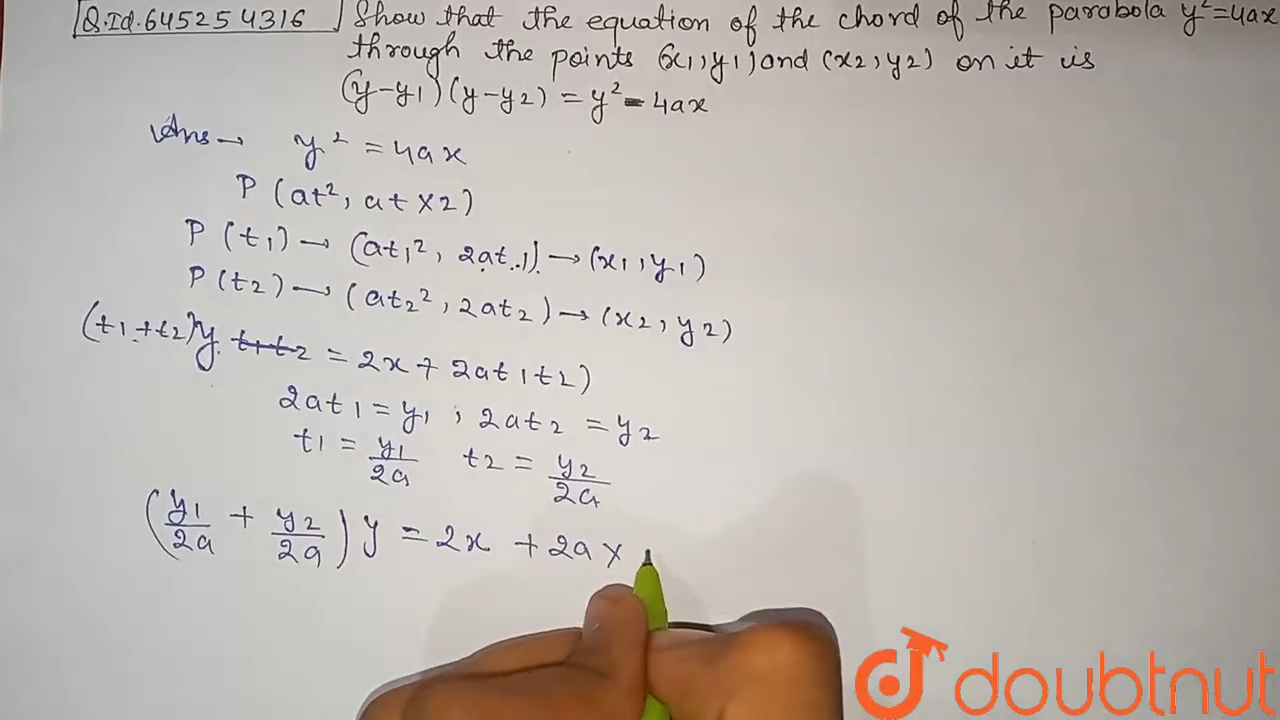 Q.Id.645254316 Show that the equation of the chord of the parabola y²=4ax
through the points (x1,y1) and (x2,y2) on it is
(y-y1)(y-y2) = y²-4ax
Ans → y² = 4ax
P (at², at×2)
P(t1) → (at1², 2at1) → (x1,y1)
P(t2) → (at2², 2at2) → (x2,y2)
(t1+t2)y t1t2 = 2x + 2at1t2)
2at1 = y1 ; 2at2 = y2
t1 = y1/2a t2 = y2/2a
(y1/2a + y2/2a) y = 2x + 2a×
doubtnut